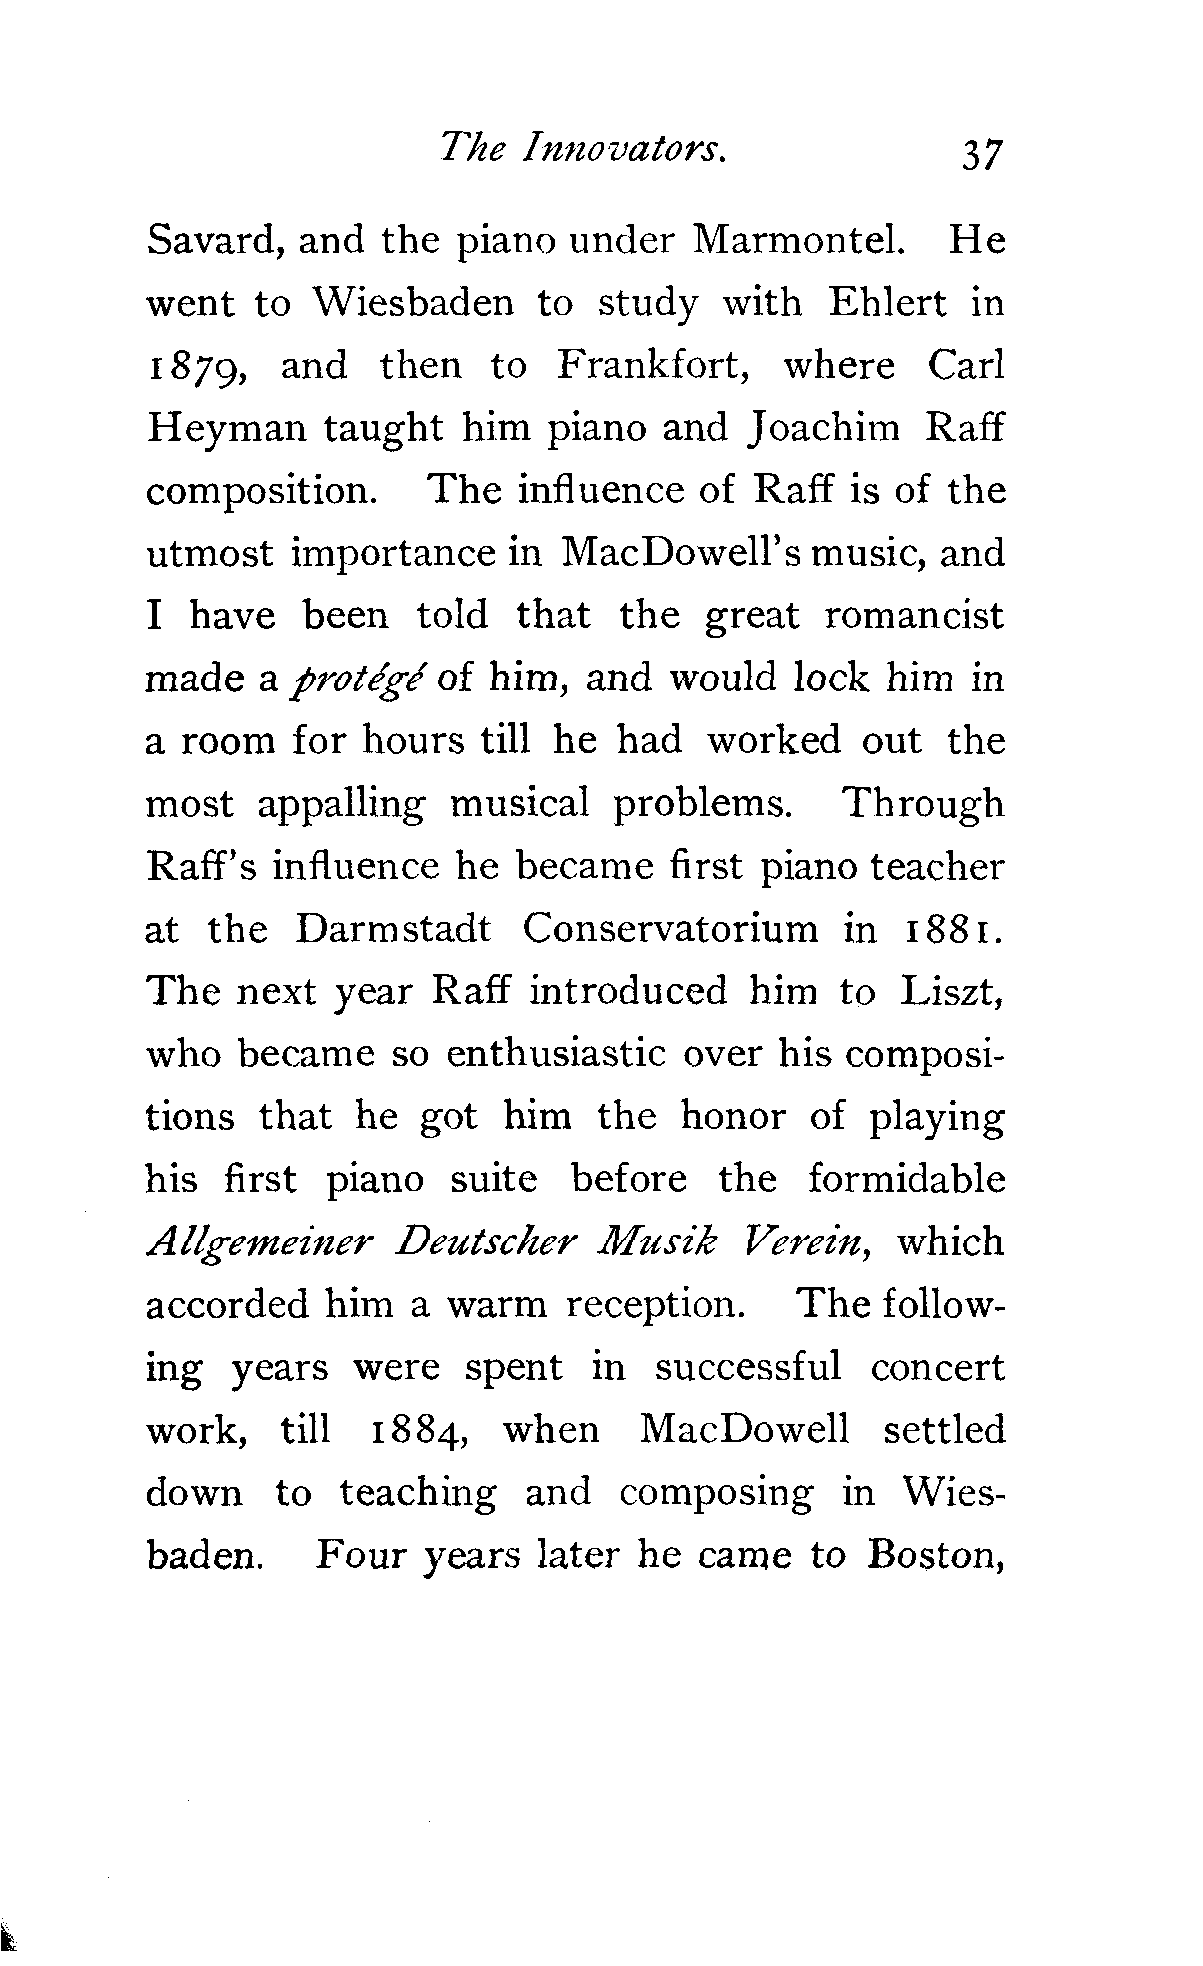 The Innovators. 37
Savard, and the piano under Marmontel. He
went to Wiesbaden to study with Ehlert in
1879, and then to Frankfort, where Carl
Heyman taught him piano and Joachim Raff
composition. The influence of Raff is of the
utmost importance in MacDowell's music, and
I have been told that the great romancist
made a protégé of him, and would lock him in
a room for hours till he had worked out the
most appalling musical problems. Through
Raff's influence he became first piano teacher
at the Darmstadt Conservatorium in 1881.
The next year Raff introduced him to Liszt,
who became so enthusiastic over his composi-
tions that he got him the honor of playing
his first piano suite before the formidable
Allgemeiner Deutscher Musik Verein, which
accorded him a warm reception. The follow-
ing years were spent in successful concert
work, till 1884, when MacDowell settled
down to teaching and composing in Wies-
baden. Four years later he came to Boston,